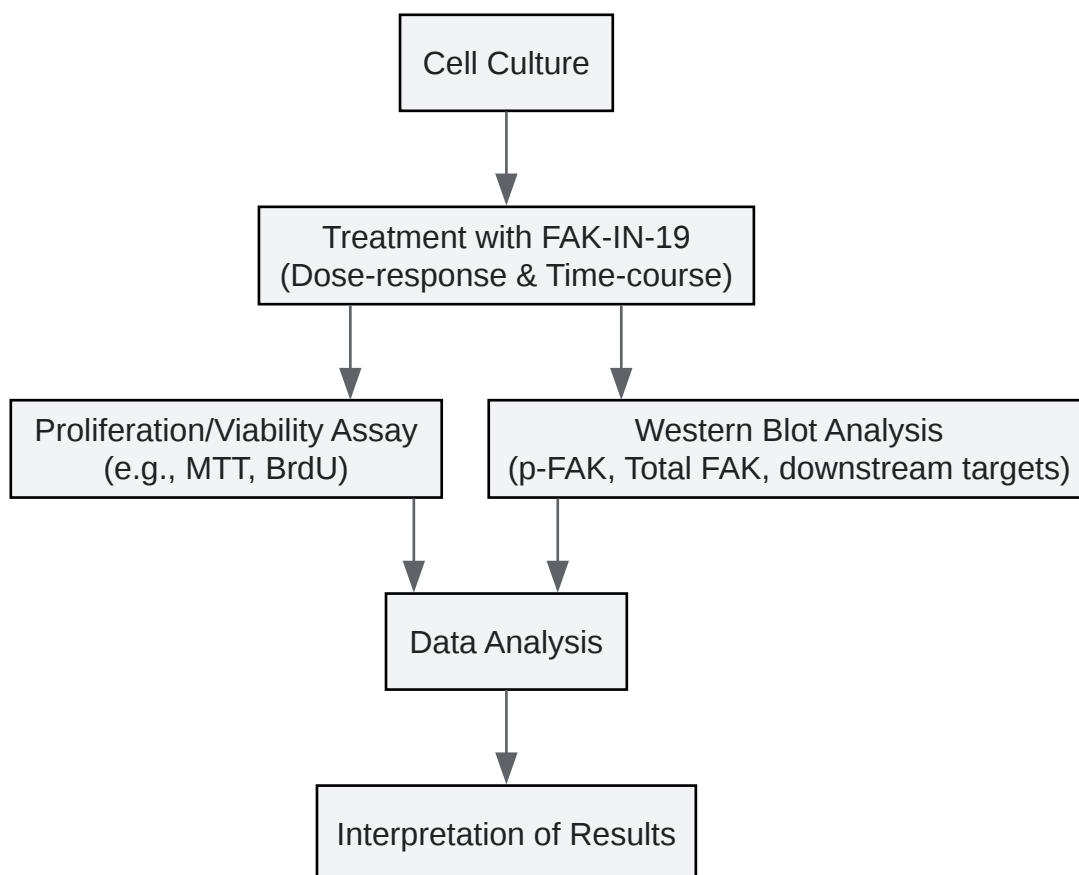 Cell Culture
Treatment with FAK-IN-19
(Dose-response & Time-course)
Proliferation/Viability Assay
(e.g., MTT, BrdU)
Western Blot Analysis
(p-FAK, Total FAK, downstream targets)
Data Analysis
Interpretation of Results